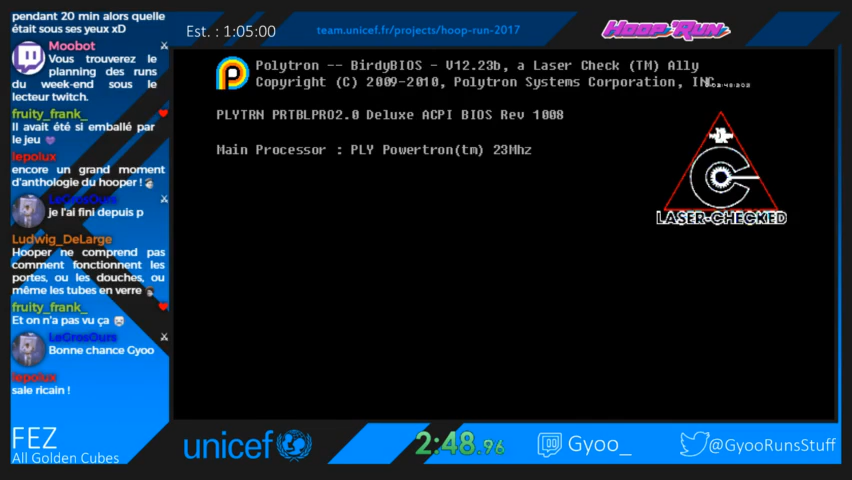 pendant 20 min alors quelle
était sous ses yeux xD
Moobot
Vous trouverez le
planning des runs
du week-end sous le
lecteur twitch.
fruity_frank_
Il avait été si emballé par
le jeu
lepolux
encore un grand moment
d'anthologie du hooper !
LeGrosOurs
je l'ai fini depuis p
Ludwig_DeLarge
Hooper ne comprend pas
comment fonctionnent les
portes, ou les douches, ou
même les tubes en verre
fruity_frank_
Et on n'a pas vu ça
LeGrosOurs
Bonne chance Gyoo
lepolux
sale ricain !
Est. : 1:05:00
team.unicef.fr/projects/hoop-run-2017
HOOP'RUN
Polytron -- BirdyBIOS - V12.23b, a Laser Check (TM) Ally
Copyright (C) 2009-2010, Polytron Systems Corporation, INC
PLYTRN PRTBLPRO2.0 Deluxe ACPI BIOS Rev 1008
Main Processor : PLY Powertron(tm) 23Mhz
LASER-CHECKED
FEZ
All Golden Cubes
unicef
2:48.96
Gyoo_
@GyooRunsStuff